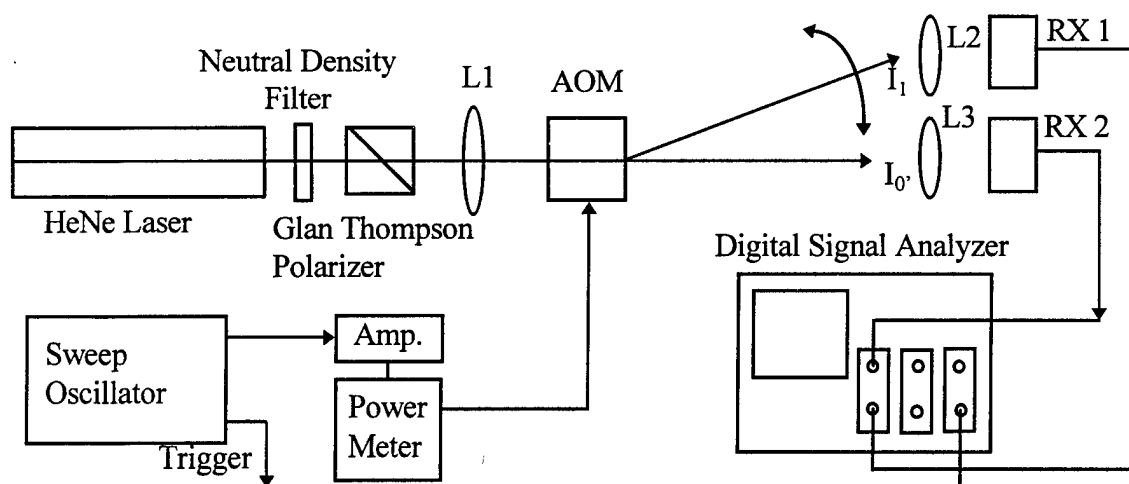 Neutral Density
Filter
L1
AOM
I₁
L2
RX 1
L3
RX 2
I₀'
HeNe Laser
Glan Thompson
Polarizer
Digital Signal Analyzer
Sweep
Oscillator
Amp.
Power
Meter
Trigger